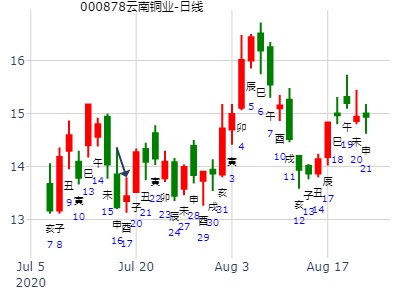 000878云南铜业-日线
16
15
14
13
亥
7
子
8
丑
9
寅
10
巳
13
午
14
未
15
申
16
酉
17
子
20
丑
21
寅
22
卯
23
辰
24
未
27
申
28
酉
29
戌
30
亥
31
寅
3
卯
4
辰
5
巳
6
午
7
酉
10
戌
11
亥
12
子
13
丑
14
17
巳
18
午
19
未
20
申
21
Jul 5
2020
Jul 20
Aug 3
Aug 17